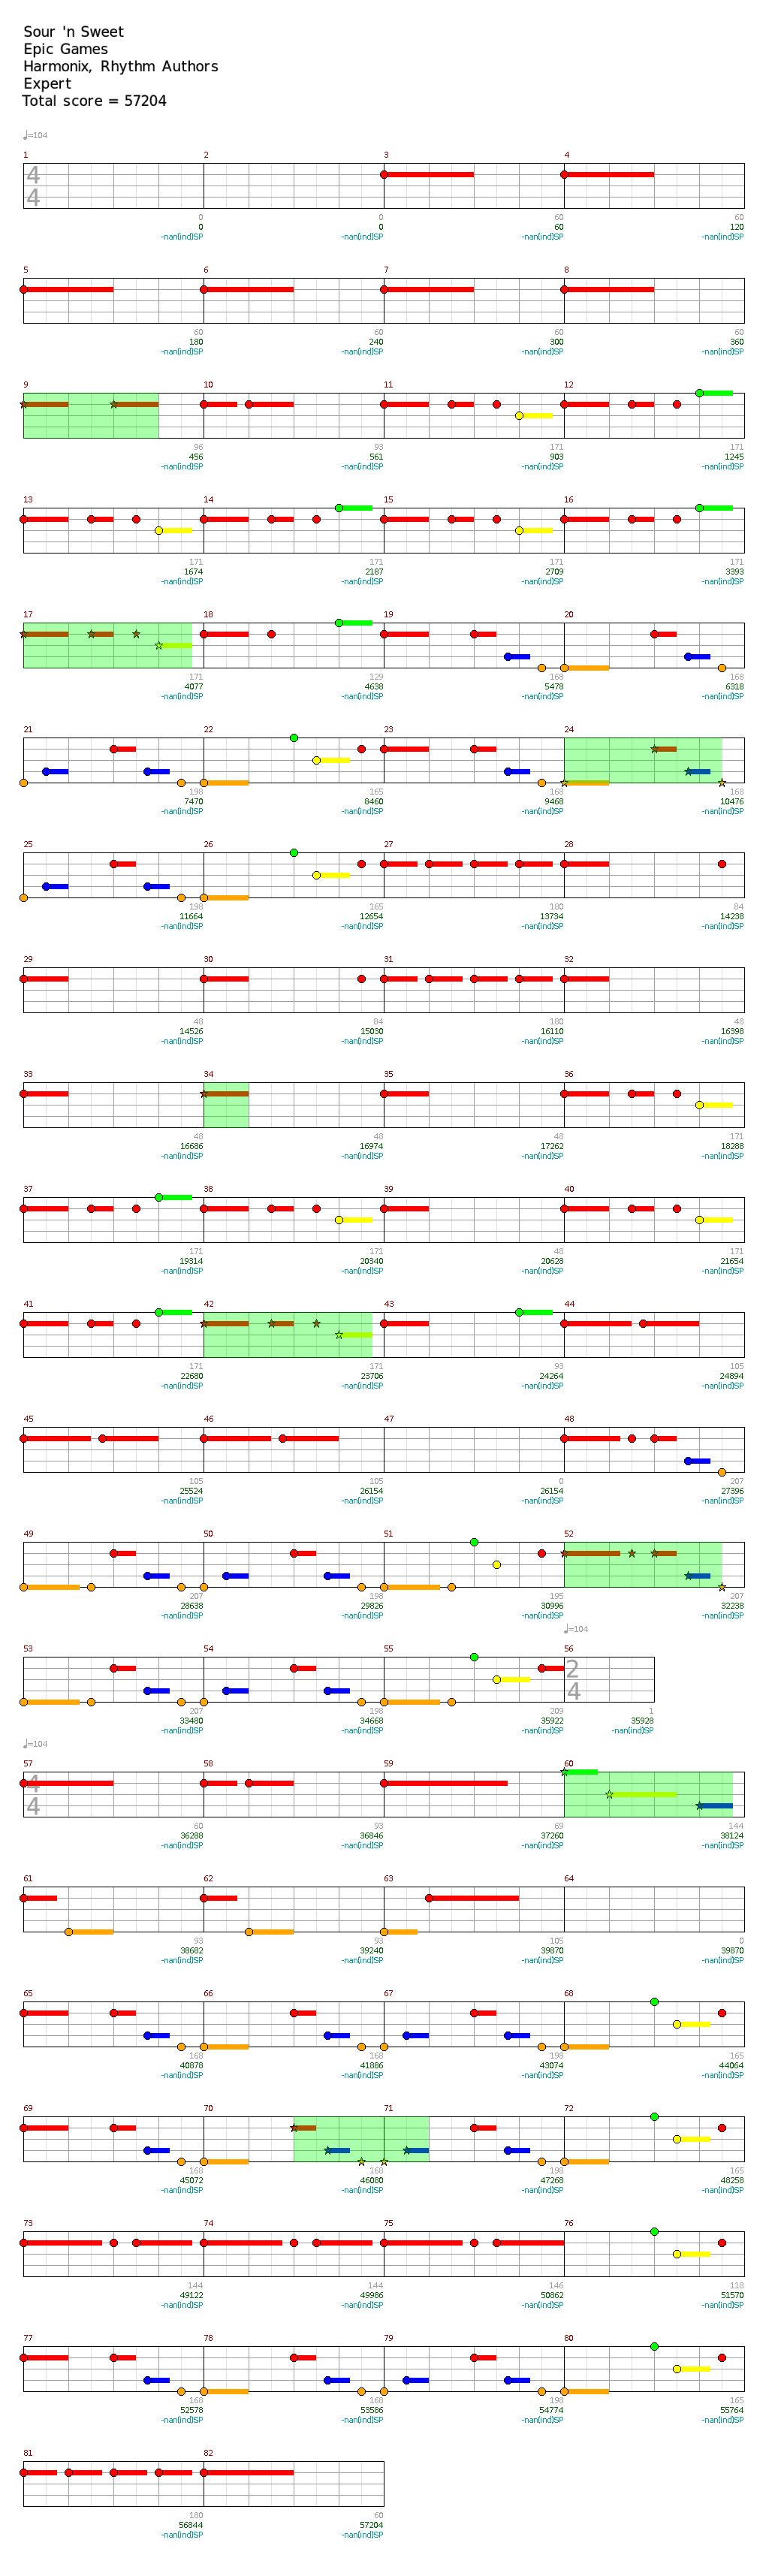 Sour 'n Sweet
Epic Games
Harmonix, Rhythm Authors
Expert
Total score = 57204
♩=104
1 2 3 4
4
4
0 0 60 60
0 0 60 120
-nan(ind)SP -nan(ind)SP -nan(ind)SP -nan(ind)SP
5 6 7 8
60 60 60 60
180 240 300 360
-nan(ind)SP -nan(ind)SP -nan(ind)SP -nan(ind)SP
9 10 11 12
96 93 171 171
456 561 903 1245
-nan(ind)SP -nan(ind)SP -nan(ind)SP -nan(ind)SP
13 14 15 16
171 171 171 171
1674 2187 2709 3393
-nan(ind)SP -nan(ind)SP -nan(ind)SP -nan(ind)SP
17 18 19 20
171 129 168 168
4077 4638 5478 6318
-nan(ind)SP -nan(ind)SP -nan(ind)SP -nan(ind)SP
21 22 23 24
198 165 168 168
7470 8460 9468 10476
-nan(ind)SP -nan(ind)SP -nan(ind)SP -nan(ind)SP
25 26 27 28
198 165 180 84
11664 12654 13734 14238
-nan(ind)SP -nan(ind)SP -nan(ind)SP -nan(ind)SP
29 30 31 32
48 84 180 48
14526 15030 16110 16398
-nan(ind)SP -nan(ind)SP -nan(ind)SP -nan(ind)SP
33 34 35 36
48 48 48 171
16686 16974 17262 18288
-nan(ind)SP -nan(ind)SP -nan(ind)SP -nan(ind)SP
37 38 39 40
171 171 48 171
19314 20340 20628 21654
-nan(ind)SP -nan(ind)SP -nan(ind)SP -nan(ind)SP
41 42 43 44
171 171 93 105
22680 23706 24264 24894
-nan(ind)SP -nan(ind)SP -nan(ind)SP -nan(ind)SP
45 46 47 48
105 105 0 207
25524 26154 26154 27396
-nan(ind)SP -nan(ind)SP -nan(ind)SP -nan(ind)SP
49 50 51 52
207 198 195 207
28638 29826 30996 32238
-nan(ind)SP -nan(ind)SP -nan(ind)SP -nan(ind)SP
♩=104
53 54 55 56
2
4
207 198 209 1
33480 34668 35922 35928
-nan(ind)SP -nan(ind)SP -nan(ind)SP -nan(ind)SP
♩=104
57 58 59 60
4
4
60 93 69 144
36288 36846 37260 38124
-nan(ind)SP -nan(ind)SP -nan(ind)SP -nan(ind)SP
61 62 63 64
93 93 105 0
38682 39240 39870 39870
-nan(ind)SP -nan(ind)SP -nan(ind)SP -nan(ind)SP
65 66 67 68
168 168 198 165
40878 41886 43074 44064
-nan(ind)SP -nan(ind)SP -nan(ind)SP -nan(ind)SP
69 70 71 72
168 168 198 165
45072 46080 47268 48258
-nan(ind)SP -nan(ind)SP -nan(ind)SP -nan(ind)SP
73 74 75 76
144 144 146 118
49122 49986 50862 51570
-nan(ind)SP -nan(ind)SP -nan(ind)SP -nan(ind)SP
77 78 79 80
168 168 198 165
52578 53586 54774 55764
-nan(ind)SP -nan(ind)SP -nan(ind)SP -nan(ind)SP
81 82
180 60
56844 57204
-nan(ind)SP -nan(ind)SP